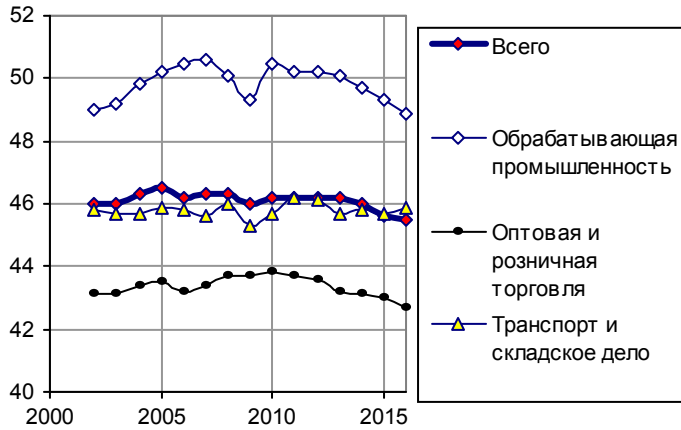 52
50
48
46
44
42
40
2000
2005
2010
2015
Всего
Обрабатывающая
промышленность
Оптовая и
розничная
торговля
Транспорт и
складское дело